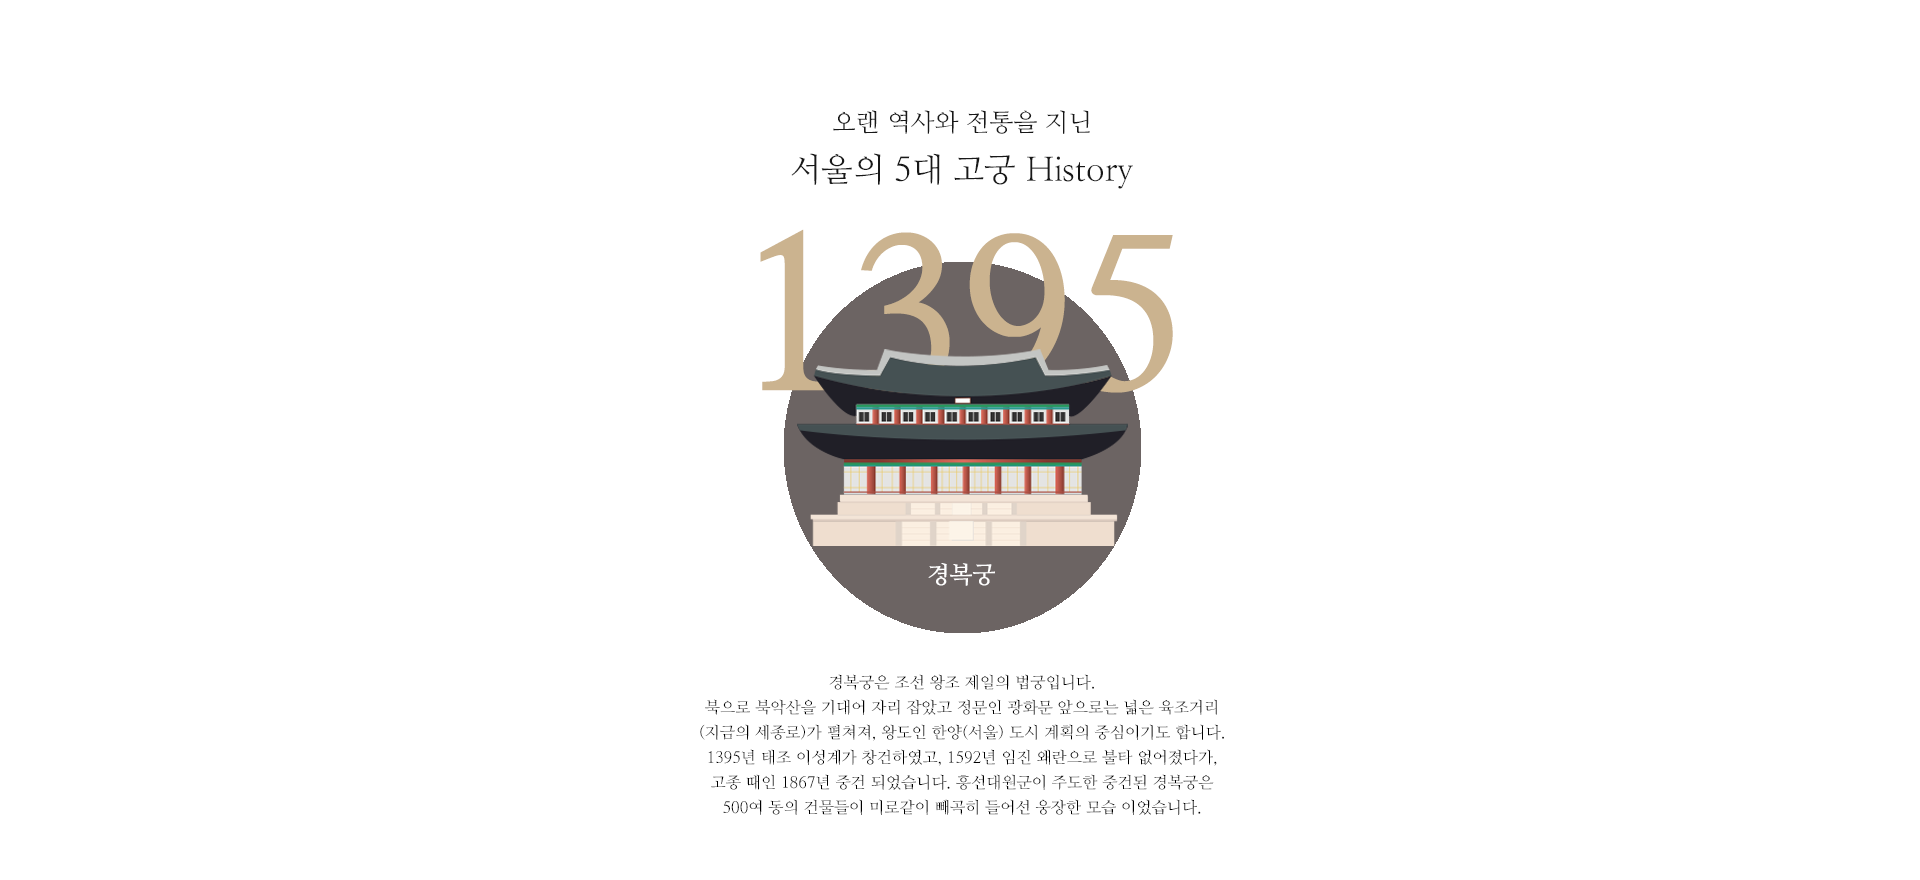 오랜 역사와 전통을 지닌
서울의 5대 고궁 History
1395
경복궁
경복궁은 조선 왕조 제일의 법궁입니다.
북으로 북악산을 기대어 자리 잡았고 정문인 광화문 앞으로는 넓은 육조거리
(지금의 세종로)가 펼쳐져, 왕도인 한양(서울) 도시 계획의 중심이기도 합니다.
1395년 태조 이성계가 창건하였고, 1592년 임진 왜란으로 불타 없어졌다가,
고종 때인 1867년 중건 되었습니다. 흥선대원군이 주도한 중건된 경복궁은
500여 동의 건물들이 미로같이 빼곡히 들어선 웅장한 모습 이었습니다.